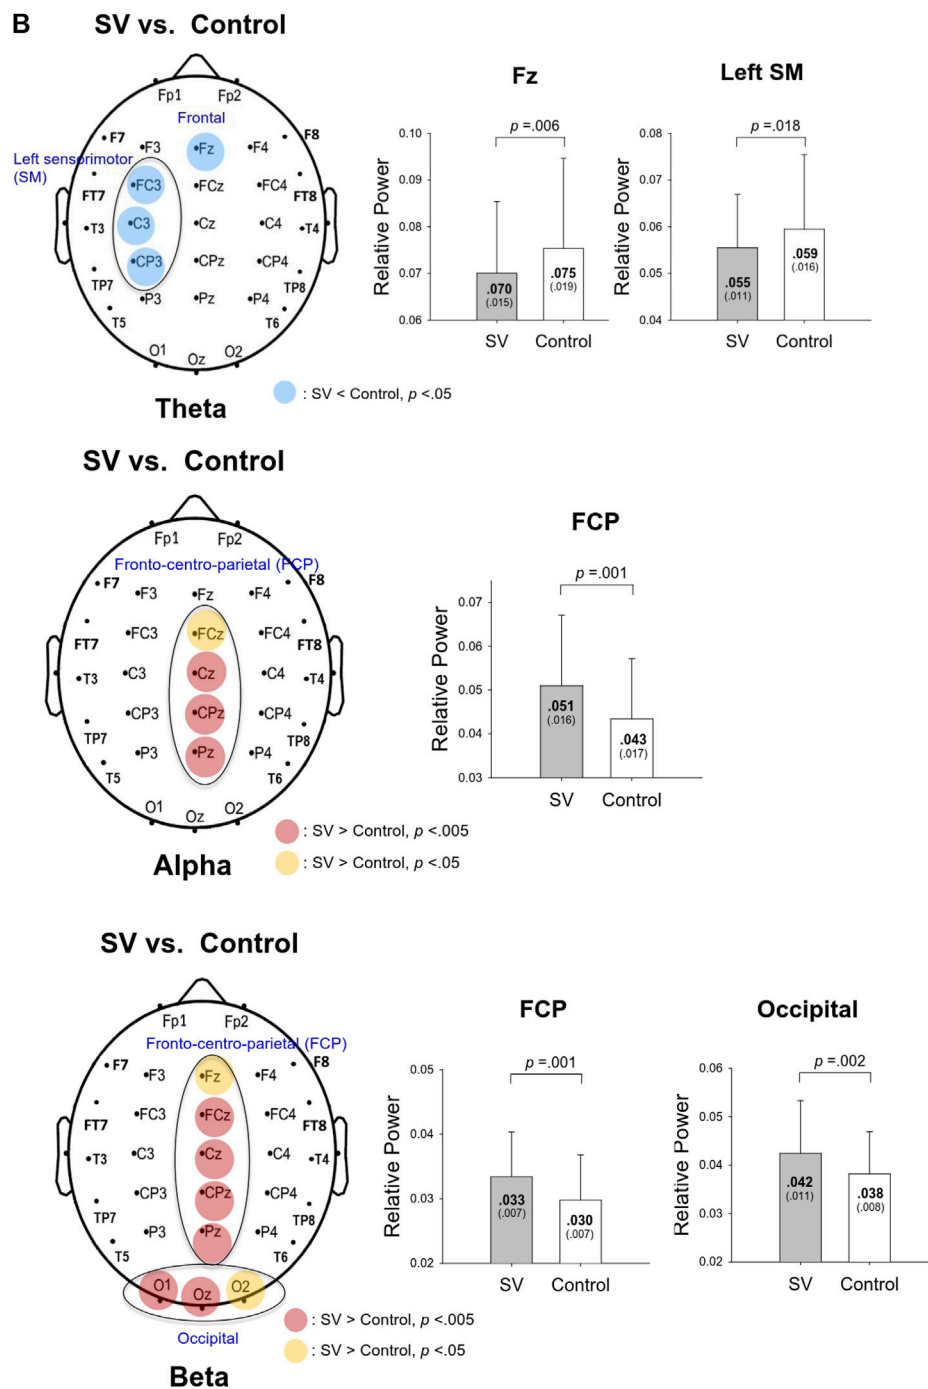 B
SV vs. Control
Fp1 Fp2
Frontal
F7 F3 Fz F4 F8
Left sensorimotor
(SM)
FT7 FC3 FCz FC4 FT8
T3 C3 Cz C4 T4
TP7 CP3 CPz CP4 TP8
T5 P3 Pz P4 T6
O1 Oz O2
: SV < Control, p <.05
Theta
Fz
p =.006
Relative Power
0.10
0.09
0.08
0.07
0.06
.070 .075
(.015) (.019)
SV Control
Left SM
p =.018
Relative Power
0.08
0.07
0.06
0.05
0.04
.055 .059
(.011) (.016)
SV Control
SV vs. Control
Fp1 Fp2
Fronto-centro-parietal (FCP)
F7 F3 Fz F4 F8
FT7 FC3 FCz FC4 FT8
T3 C3 Cz C4 T4
TP7 CP3 CPz CP4 TP8
T5 P3 Pz P4 T6
O1 Oz O2
: SV > Control, p <.005
: SV > Control, p <.05
Alpha
FCP
p =.001
Relative Power
0.07
0.06
0.05
0.04
0.03
.051 .043
(.016) (.017)
SV Control
SV vs. Control
Fp1 Fp2
Fronto-centro-parietal (FCP)
F7 F3 Fz F4 F8
FT7 FC3 FCz FC4 FT8
T3 C3 Cz C4 T4
TP7 CP3 CPz CP4 TP8
T5 P3 Pz P4 T6
O1 Oz O2
Occipital
: SV > Control, p <.005
: SV > Control, p <.05
Beta
FCP
p =.001
Relative Power
0.05
0.04
0.03
0.02
.033 .030
(.007) (.007)
SV Control
Occipital
p =.002
Relative Power
0.06
0.05
0.04
0.03
0.02
.042 .038
(.011) (.008)
SV Control